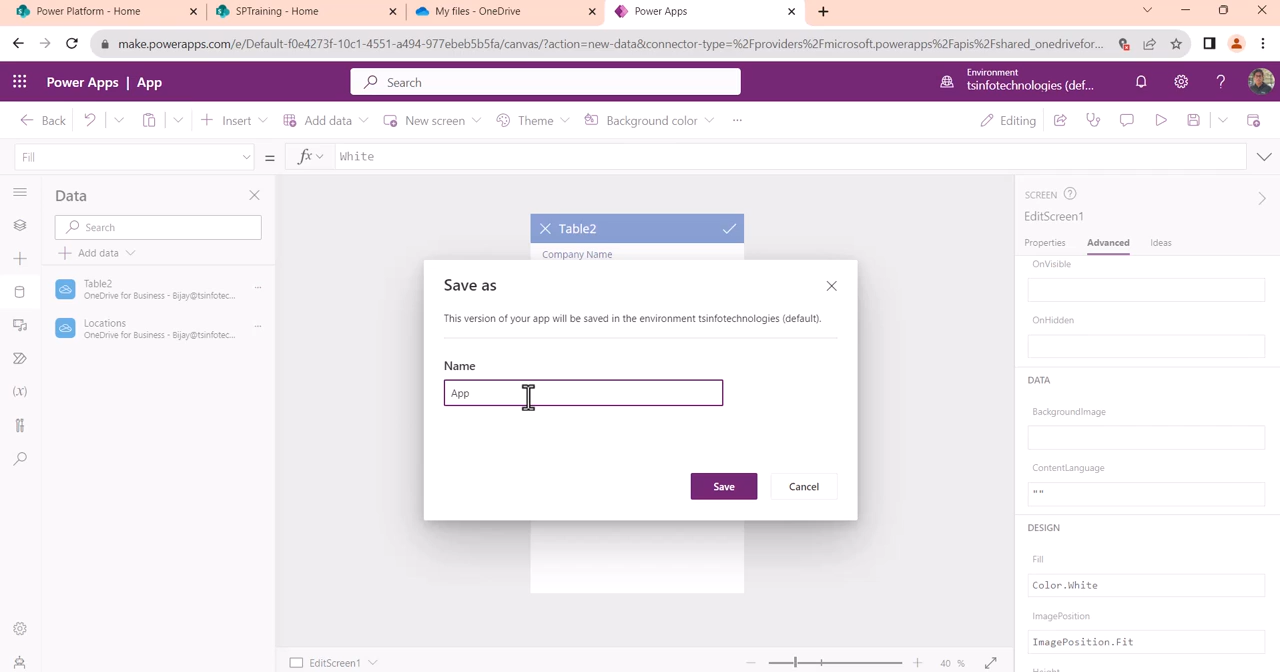 Power Platform - Home
SPTraining - Home
My files - OneDrive
Power Apps
make.powerapps.com/e/Default-f0e4273f-10c1-4551-a494-977ebeb5b5fa/canvas/?action=new-data&connector-type=%2Fproviders%2Fmicrosoft.powerapps%2Fapis%2Fshared_onedrivefor...
Power Apps | App
Search
Environment
tsinfotechnologies (def...
Back
Insert
Add data
New screen
Theme
Background color
...
Editing
Fill
=
fx
White
Data
Search
Add data
Table2
OneDrive for Business - Bijay@tsinfotec...
Locations
OneDrive for Business - Bijay@tsinfotec...
Table2
Company Name
Save as
This version of your app will be saved in the environment tsinfotechnologies (default).
Name
App
Save
Cancel
SCREEN
EditScreen1
Properties
Advanced
Ideas
OnVisible
OnHidden
DATA
BackgroundImage
ContentLanguage
""
DESIGN
Fill
Color.White
ImagePosition
ImagePosition.Fit
Height
EditScreen1
40 %